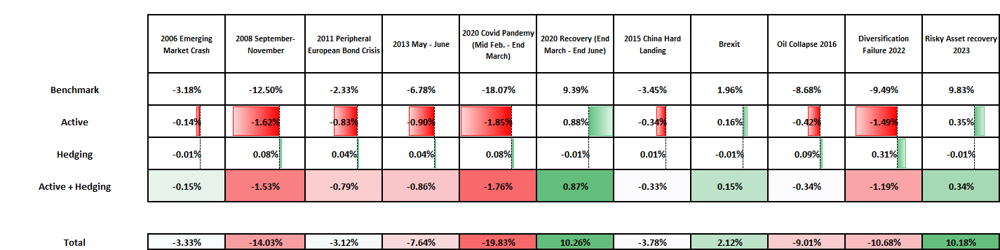 2006 Emerging Market Crash 2008 September-November 2011 Peripheral European Bond Crisis 2013 May - June 2020 Covid Pandemy (Mid Feb. - End March) 2020 Recovery (End March - End June) 2015 China Hard Landing Brexit Oil Collapse 2016 Diversification Failure 2022 Risky Asset recovery 2023
Benchmark -3.18% -12.50% -2.33% -6.78% -18.07% 9.39% -3.45% 1.96% -8.68% -9.49% 9.83%
Active -0.14% -1.62% -0.83% -0.90% -1.85% 0.88% -0.34% 0.16% -0.42% -1.49% 0.35%
Hedging -0.01% 0.08% 0.04% 0.04% 0.08% -0.01% 0.01% -0.01% 0.09% 0.31% -0.01%
Active + Hedging -0.15% -1.53% -0.79% -0.86% -1.76% 0.87% -0.33% 0.15% -0.34% -1.19% 0.34%
Total -3.33% -14.03% -3.12% -7.64% -19.83% 10.26% -3.78% 2.12% -9.01% -10.68% 10.18%